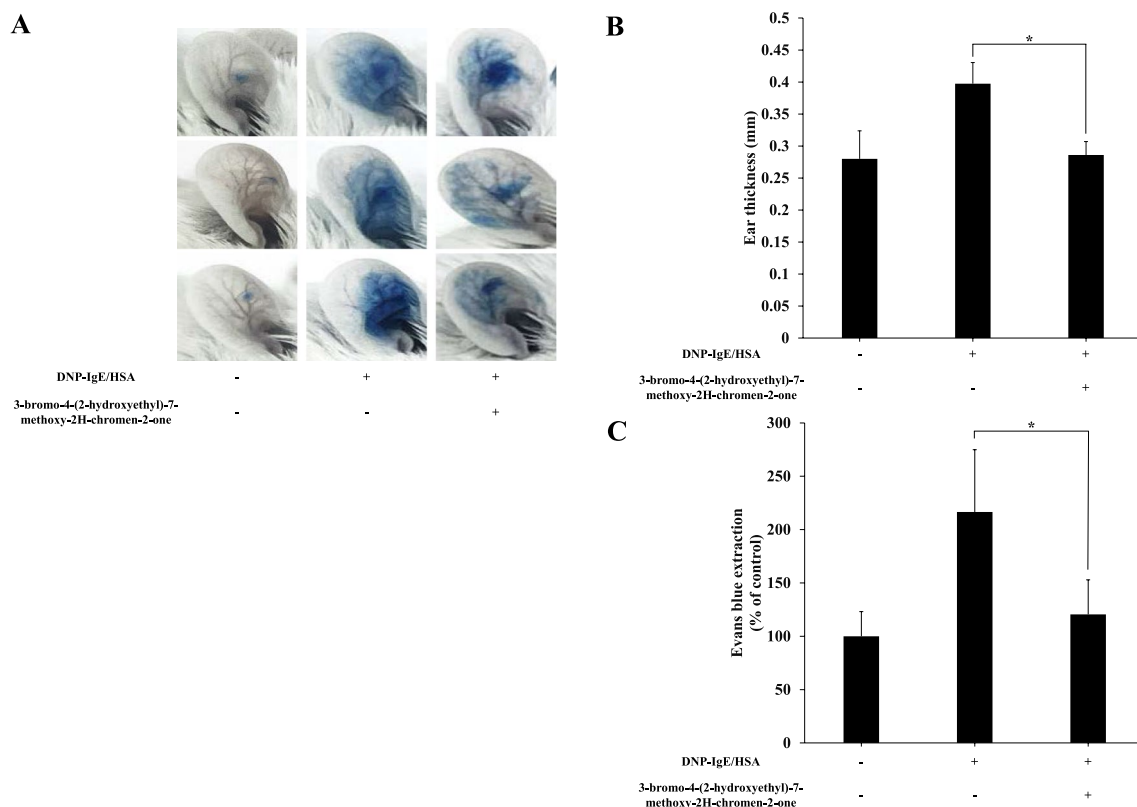 A
DNP-IgE/HSA - + +
3-bromo-4-(2-hydroxyethyl)-7-
methoxy-2H-chromen-2-one - - +
B
Ear thickness (mm)
0.5
0.45
0.4
0.35
0.3
0.25
0.2
0.15
0.1
0.05
0
*
DNP-IgE/HSA - + +
3-bromo-4-(2-hydroxyethyl)-7-
methoxy-2H-chromen-2-one - - +
C
Evans blue extraction
(% of control)
300
250
200
150
100
50
0
*
DNP-IgE/HSA - + +
3-bromo-4-(2-hydroxyethyl)-7-
methoxy-2H-chromen-2-one - - +